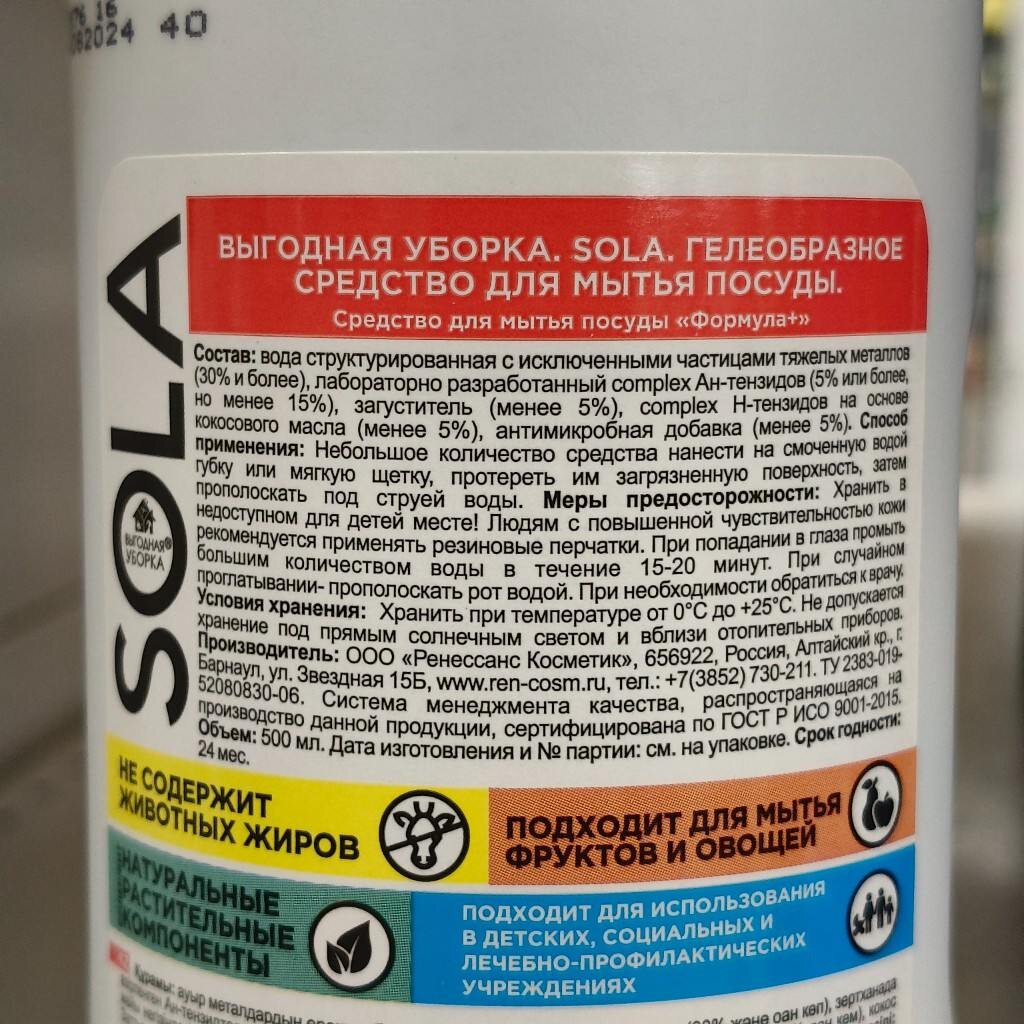 76 16
082024 40
SOLA
ВЫГОДНАЯ®
УБОРКА
ВЫГОДНАЯ УБОРКА. SOLA. ГЕЛЕОБРАЗНОЕ
СРЕДСТВО ДЛЯ МЫТЬЯ ПОСУДЫ.
Средство для мытья посуды «Формула+»
Состав: вода структурированная с исключенными частицами тяжелых металлов
(30% и более), лабораторно разработанный complex Ан-тензидов (5% или более,
но менее 15%), загуститель (менее 5%), complex Н-тензидов на основе
кокосового масла (менее 5%), антимикробная добавка (менее 5%). Способ
применения: Небольшое количество средства нанести на смоченную водой
губку или мягкую щетку, протереть им загрязненную поверхность, затем
прополоскать под струей воды. Меры предосторожности: Хранить в
недоступном для детей месте! Людям с повышенной чувствительностью кожи
рекомендуется применять резиновые перчатки. При попадании в глаза промыть
большим количеством воды в течение 15-20 минут. При случайном
проглатывании- прополоскать рот водой. При необходимости обратиться к врачу.
Условия хранения: Хранить при температуре от 0°С до +25°С. Не допускается
хранение под прямым солнечным светом и вблизи отопительных приборов.
Производитель: ООО «Ренессанс Косметик», 656922, Россия, Алтайский кр., г.
Барнаул, ул. Звездная 15Б, www.ren-cosm.ru, тел.: +7(3852) 730-211. ТУ 2383-019-
52080830-06. Система менеджмента качества, распространяющаяся на
производство данной продукции, сертифицирована по ГОСТ Р ИСО 9001-2015.
Объем: 500 мл. Дата изготовления и № партии: см. на упаковке. Срок годности:
24 мес.
НЕ СОДЕРЖИТ
ЖИВОТНЫХ ЖИРОВ
ПОДХОДИТ ДЛЯ МЫТЬЯ
ФРУКТОВ И ОВОЩЕЙ
НАТУРАЛЬНЫЕ
РАСТИТЕЛЬНЫЕ
КОМПОНЕНТЫ
ПОДХОДИТ ДЛЯ ИСПОЛЬЗОВАНИЯ
В ДЕТСКИХ, СОЦИАЛЬНЫХ И
ЛЕЧЕБНО-ПРОФИЛАКТИЧЕСКИХ
УЧРЕЖДЕНИЯХ
Құрамы: ауыр металдардың және оан көп), зертханада
Ан-тензидтер кем), кокос